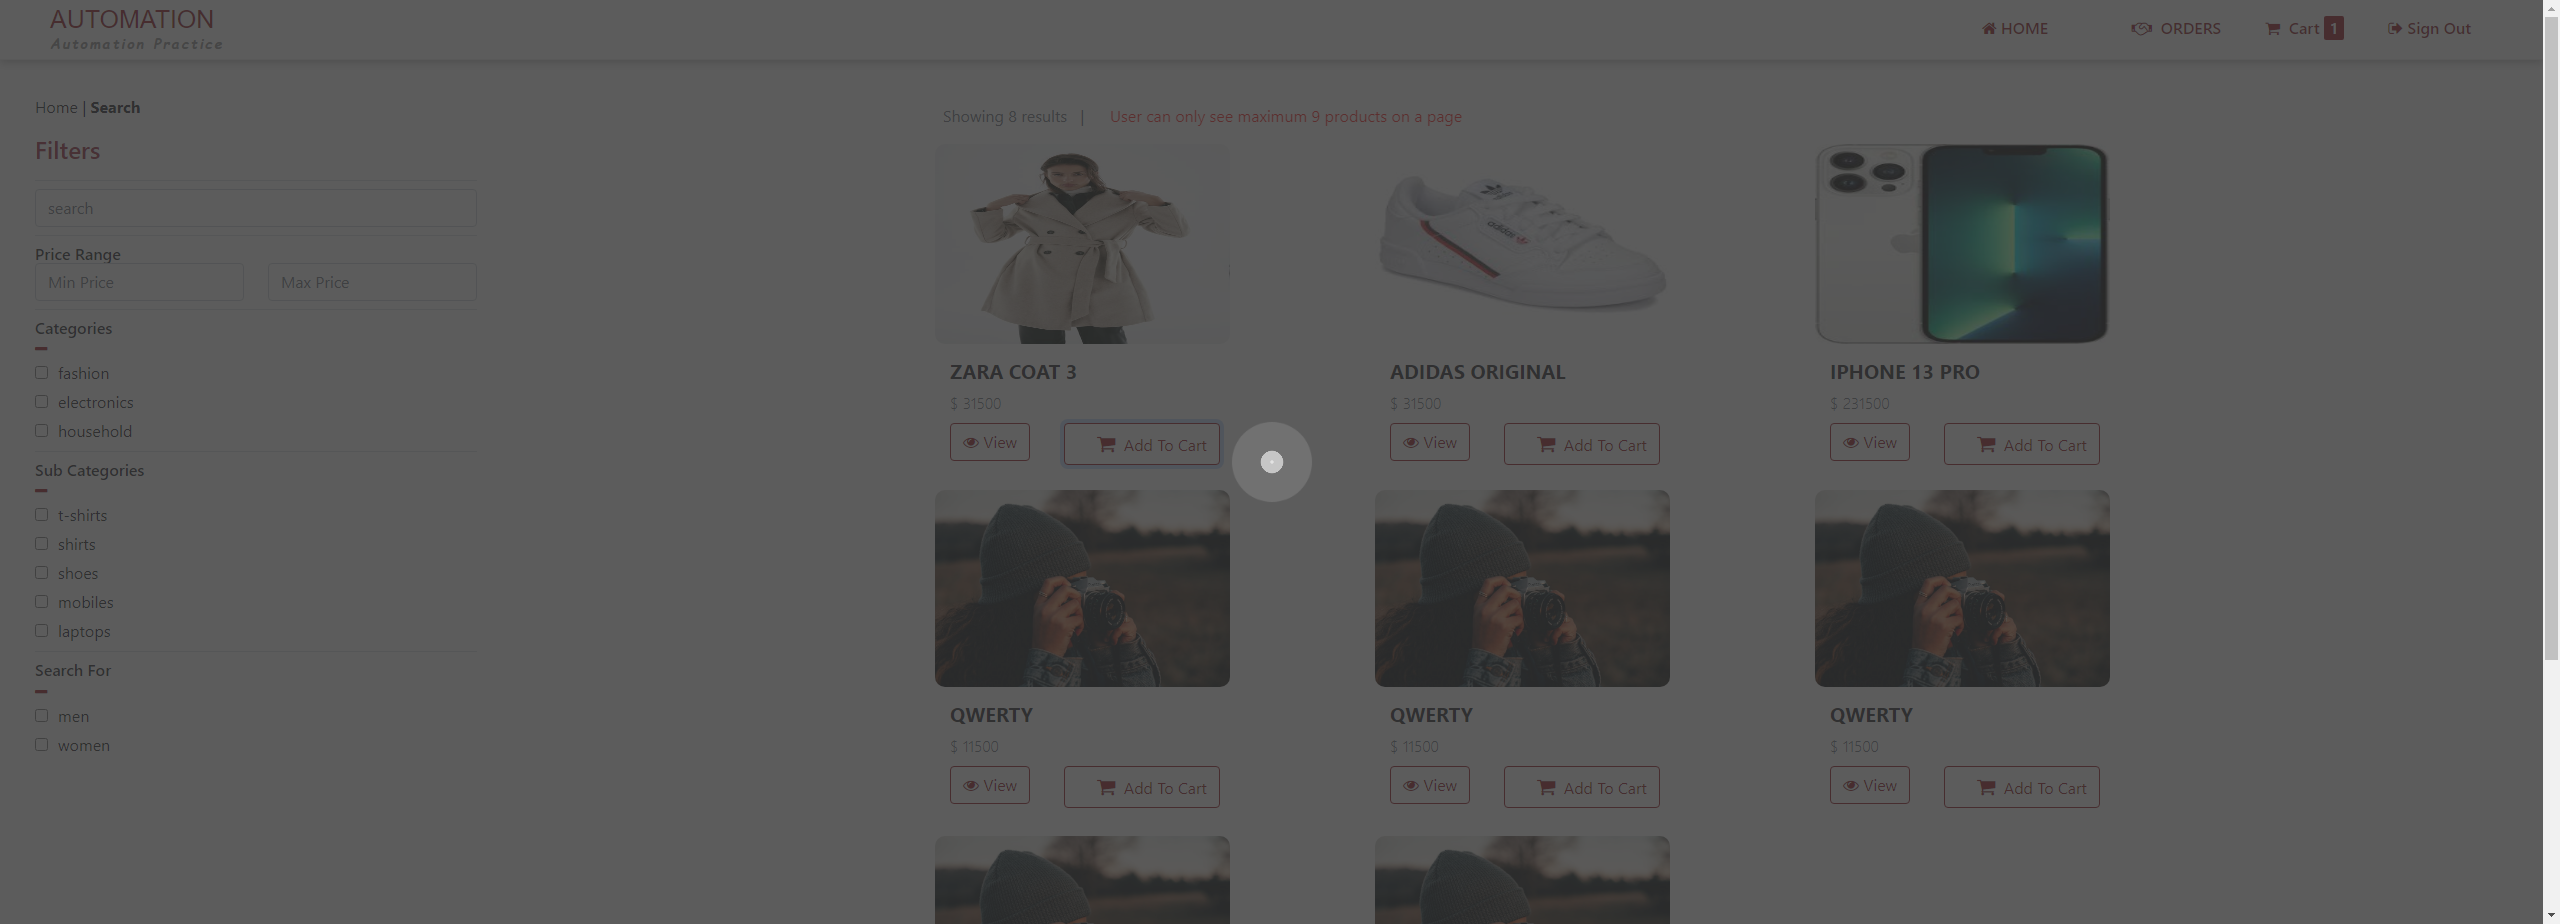 AUTOMATION
Automation Practice
HOME
ORDERS
Cart 1
Sign Out
Home | Search
Filters
search
Price Range
Min Price
Max Price
Categories
fashion
electronics
household
Sub Categories
t-shirts
shirts
shoes
mobiles
laptops
Search For
men
women
Showing 8 results |
User can only see maximum 9 products on a page
adidas
ZARA COAT 3
$ 31500
View
Add To Cart
ADIDAS ORIGINAL
$ 31500
View
Add To Cart
IPHONE 13 PRO
$ 231500
View
Add To Cart
QWERTY
$ 11500
View
Add To Cart
QWERTY
$ 11500
View
Add To Cart
QWERTY
$ 11500
View
Add To Cart